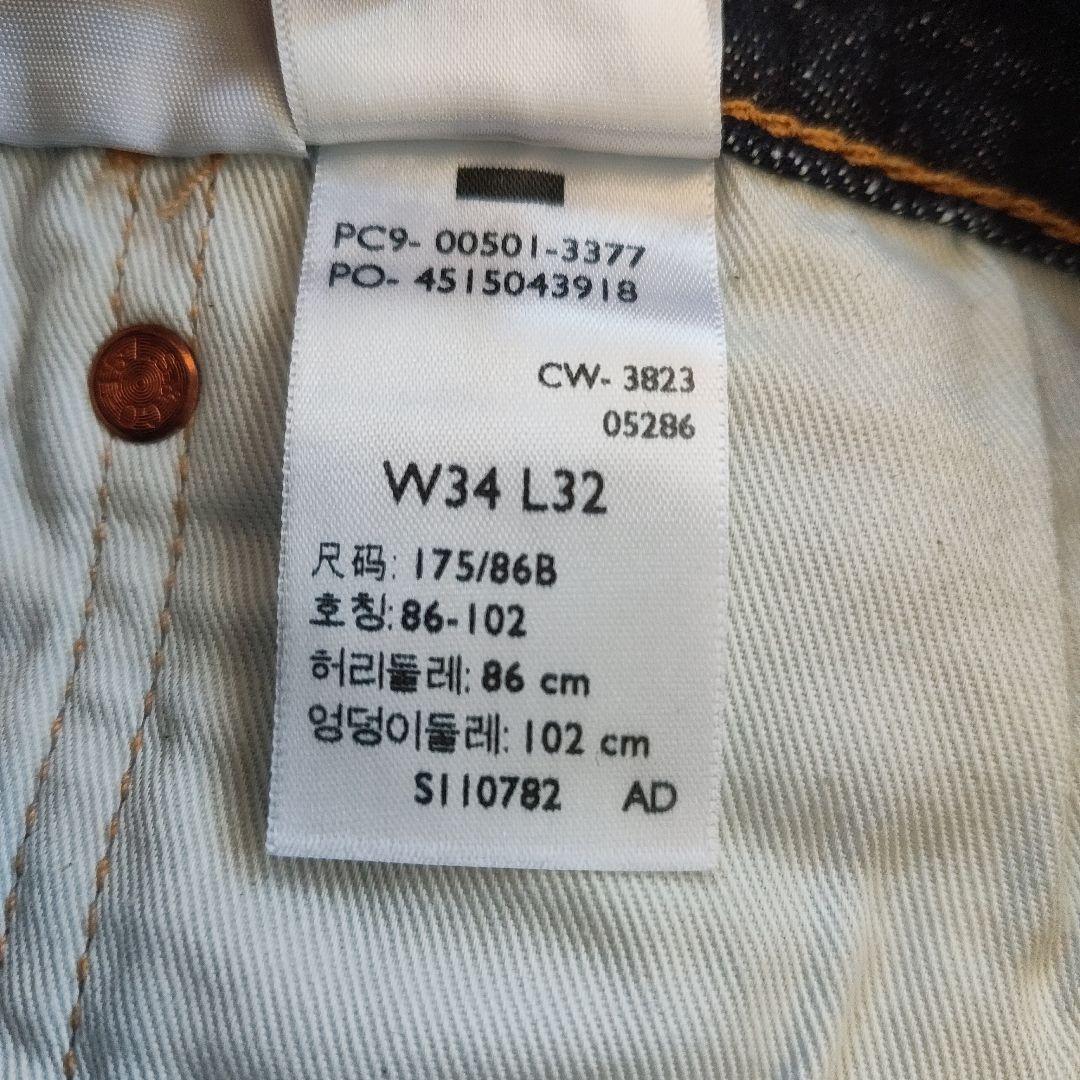 PC9- 00501-3377
PO- 4515043918
CW- 3823
05286
W34 L32
尺码: 175/86B
호칭: 86-102
허리둘레: 86 cm
엉덩이둘레: 102 cm
S110782 AD